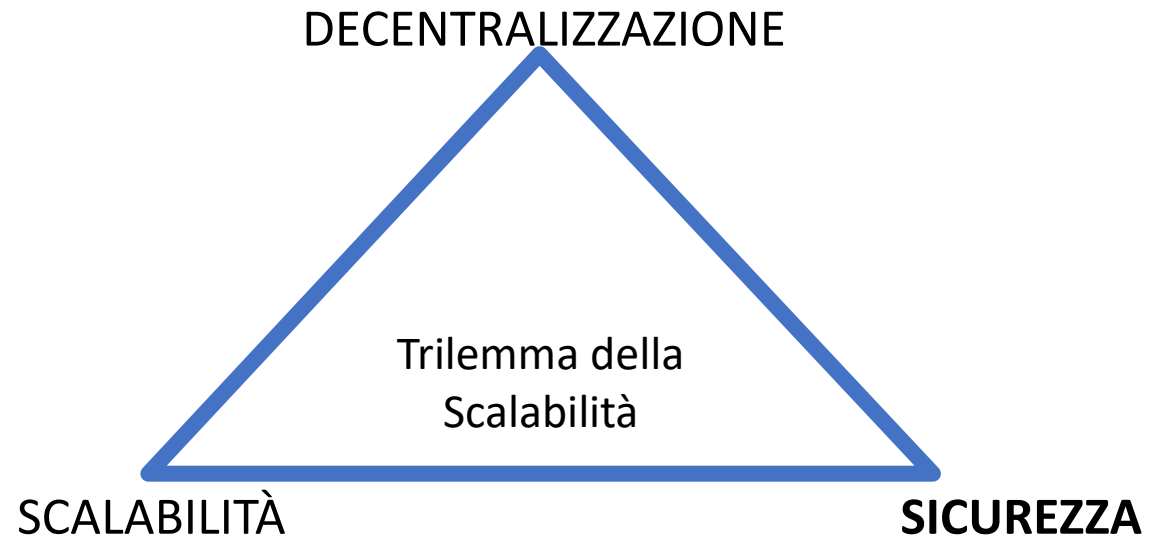 DECENTRALIZZAZIONE
Trilemma della
Scalabilità
SCALABILITÀ
SICUREZZA